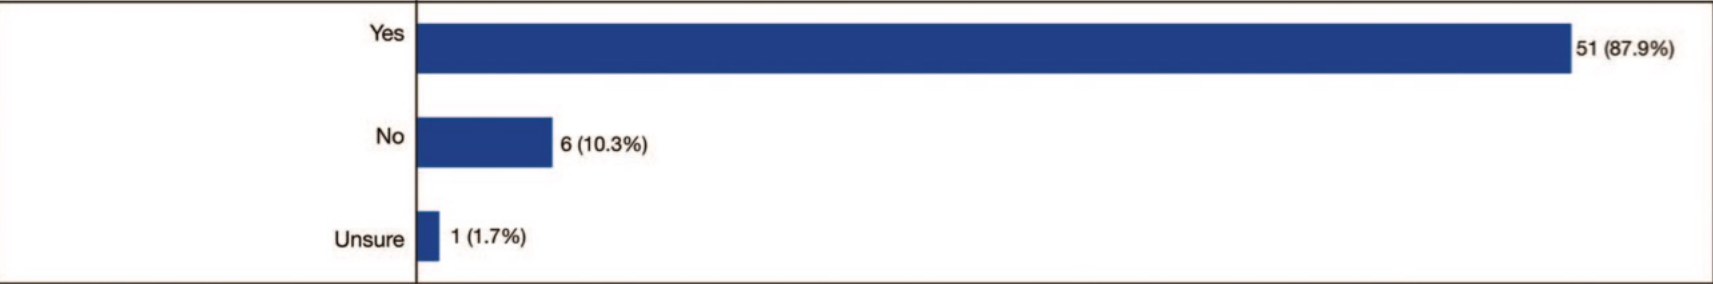 Yes
51 (87.9%)
No
6 (10.3%)
Unsure
1 (1.7%)